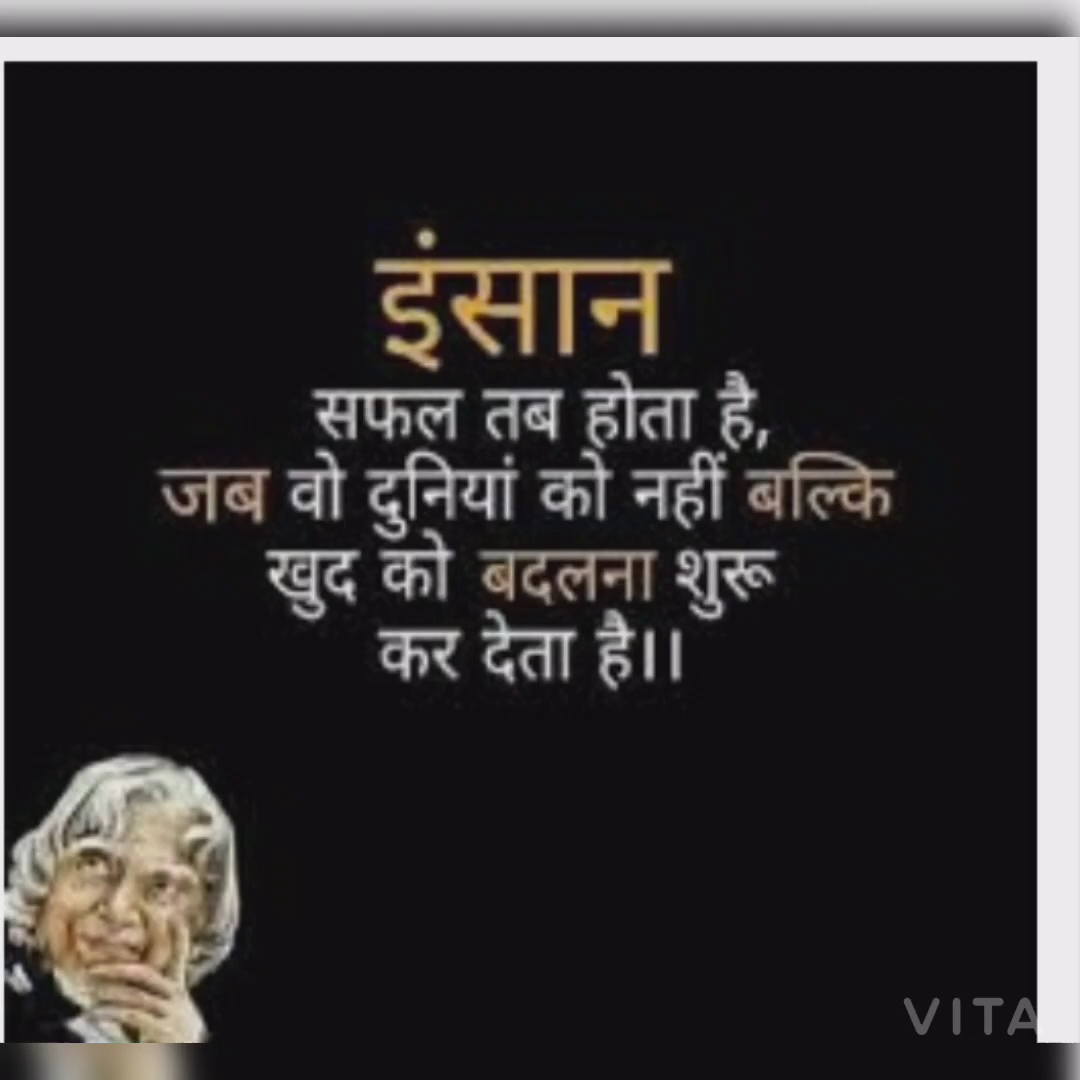 इंसान
सफल तब होता है,
जब वो दुनियां को नहीं बल्कि
खुद को बदलना शुरू
कर देता है।।
VITA